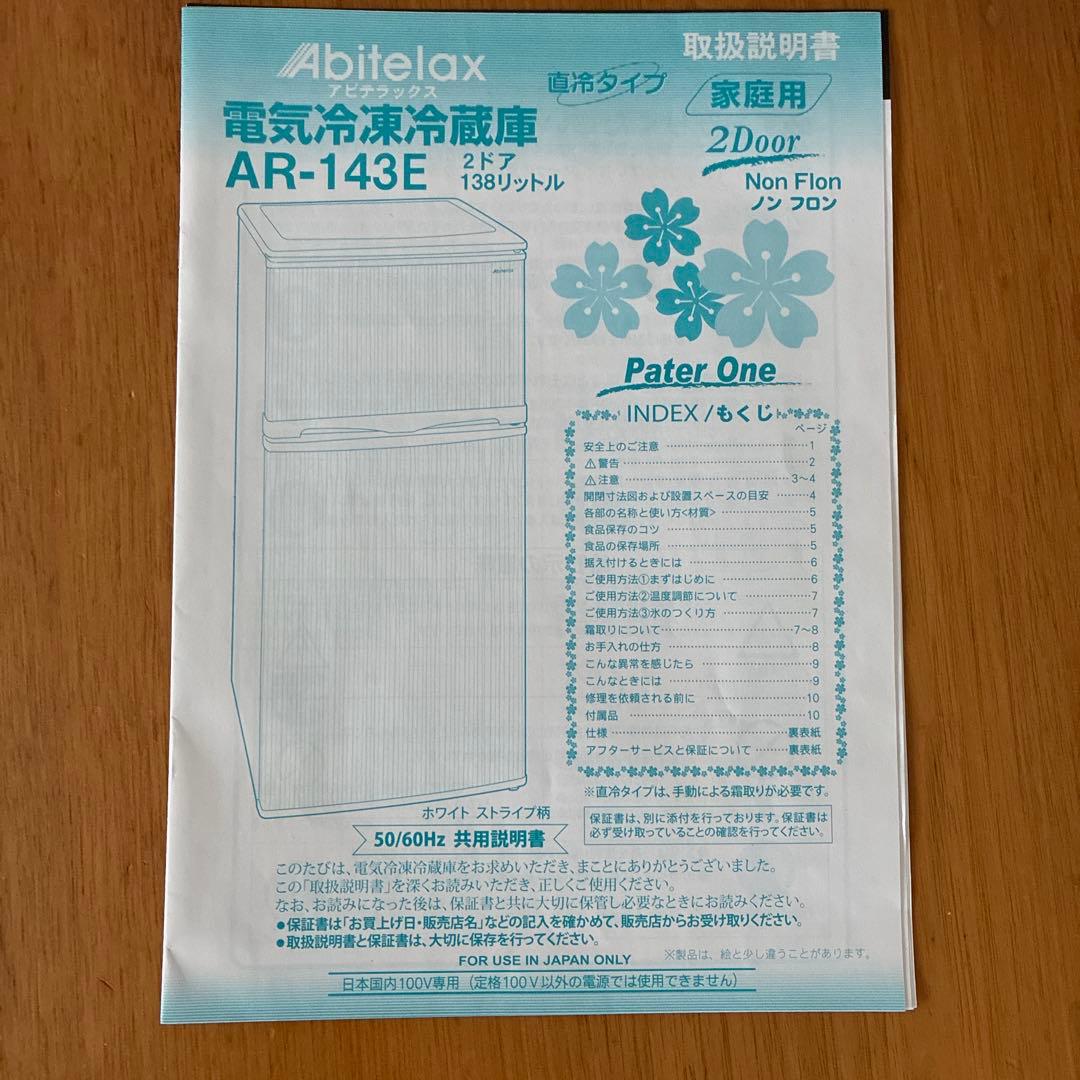 Abitelax
アビテラックス
直冷タイプ
取扱説明書
家庭用
電気冷凍冷蔵庫
AR-143E
2ドア
138リットル
2Door
Non Flon
ノン フロン
Abitelax
Pater One
INDEX/もくじ
ページ
安全上のご注意 ……………………1
⚠警告 ……………………2
⚠注意 ……………………3～4
開閉寸法図および設置スペースの目安 ………4
各部の名称と使い方<材質> ……………………5
食品保存のコツ ……………………5
食品の保存場所 ……………………5
据え付けるときには ……………………6
ご使用方法①まずはじめに ……………………6
ご使用方法②温度調節について ……………………7
ご使用方法③氷のつくり方 ……………………7
霜取りについて ……………………7～8
お手入れの仕方 ……………………8
こんな異常を感じたら ……………………9
こんなときには ……………………9
修理を依頼される前に ……………………10
付属品 ……………………10
仕様 ……………………裏表紙
アフターサービスと保証について ………裏表紙
※直冷タイプは、手動による霜取りが必要です。
保証書は、別に添付を行っております。保証書は
必ず受け取っていることの確認を行ってください。
ホワイト ストライプ柄
50/60Hz 共用説明書
このたびは、電気冷凍冷蔵庫をお求めいただき、まことにありがとうございました。
この「取扱説明書」を深くお読みいただき、正しくご使用ください。
なお、お読みになった後は、保証書と共に大切に保管し必要なときにお読みください。
●保証書は「お買上げ日・販売店名」などの記入を確かめて、販売店からお受け取りください。
●取扱説明書と保証書は、大切に保存を行ってください。
※製品は、絵と少し違うことがあります。
FOR USE IN JAPAN ONLY
日本国内100V専用（定格100V以外の電源では使用できません）